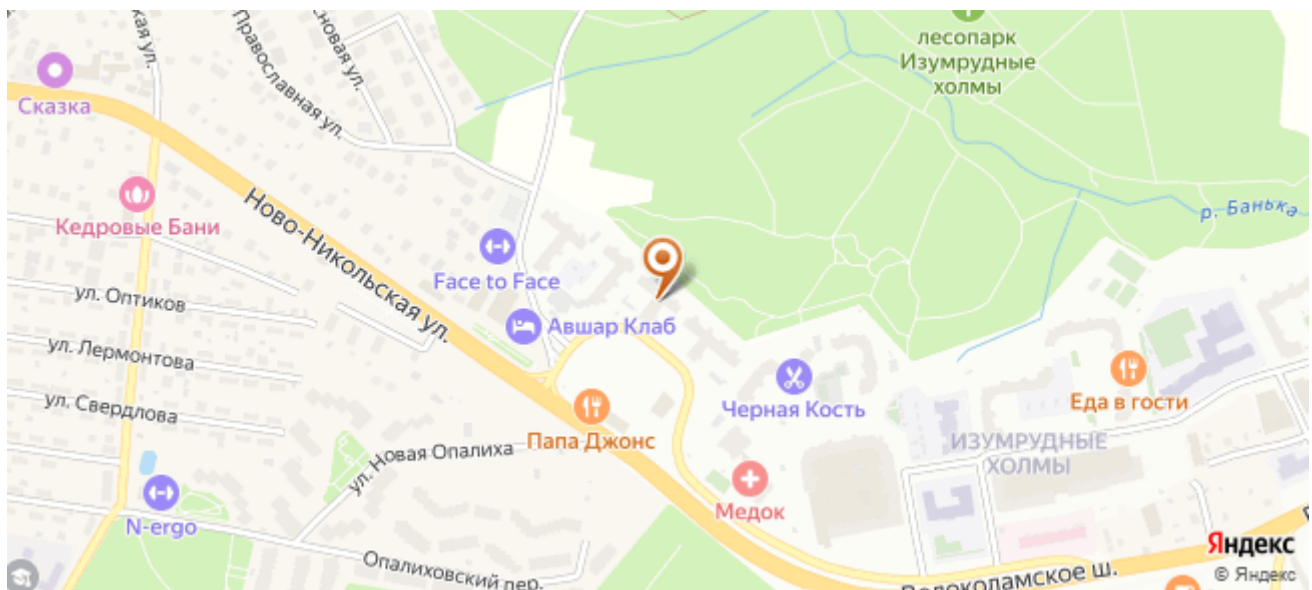 лесопарк
Изумрудные
холмы
Сказка
Православная ул.
р. Банька
Кедровые Бани
Ново-Никольская ул.
Face to Face
ул. Оптиков
Авшар Клаб
ул. Лермонтова
Черная Кость
Еда в гости
ул. Свердлова
Папа Джонс
ИЗУМРУДНЫЕ
ХОЛМЫ
ул. Новая Опалиха
Медок
N-ergo
Опалиховский пер.
Волоколамское ш.
Яндекс
© Яндекс